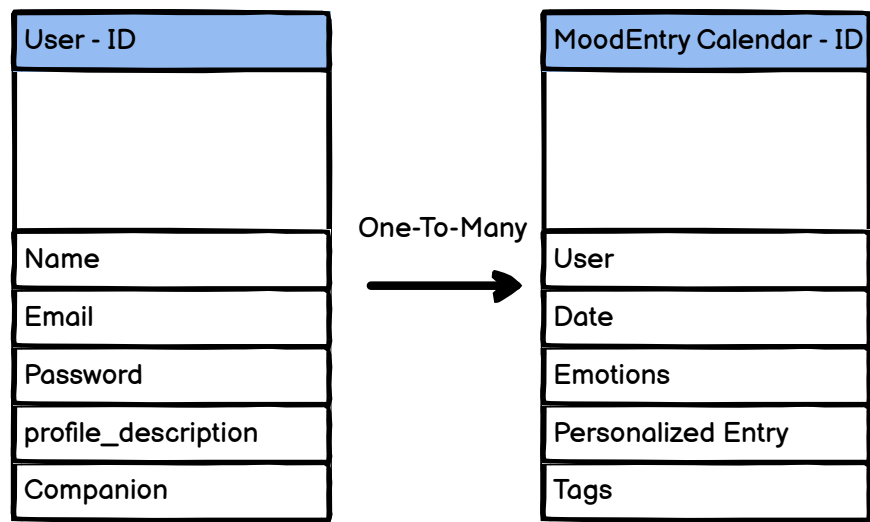 User - ID
Name
Email
Password
profile_description
Companion
One-To-Many
MoodEntry Calendar - ID
User
Date
Emotions
Personalized Entry
Tags